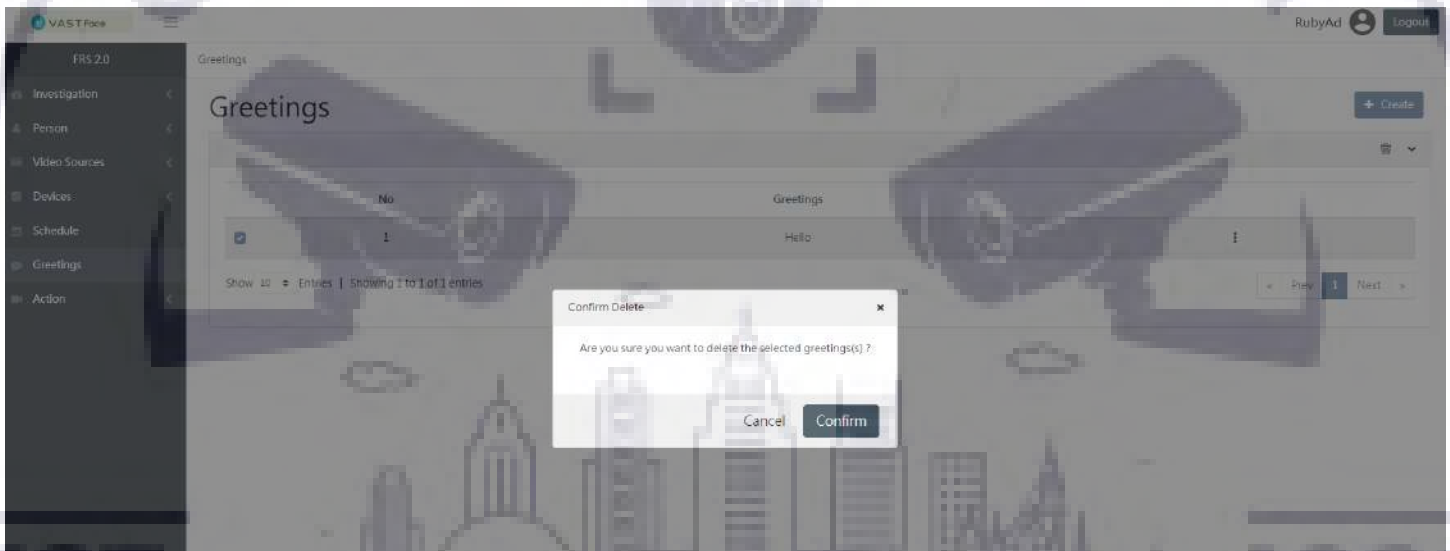 VASTFace
RubyAd
Logout
FRS 2.0
Greetings
Investigation
Person
Video Sources
Devices
Schedule
Greetings
Action
Greetings
+ Create
No Greetings
1 Hello
Show 10 Entries | Showing 1 to 1 of 1 entries
« Prev 1 Next »
Confirm Delete ×
Are you sure you want to delete the selected greetings(s) ?
Cancel Confirm